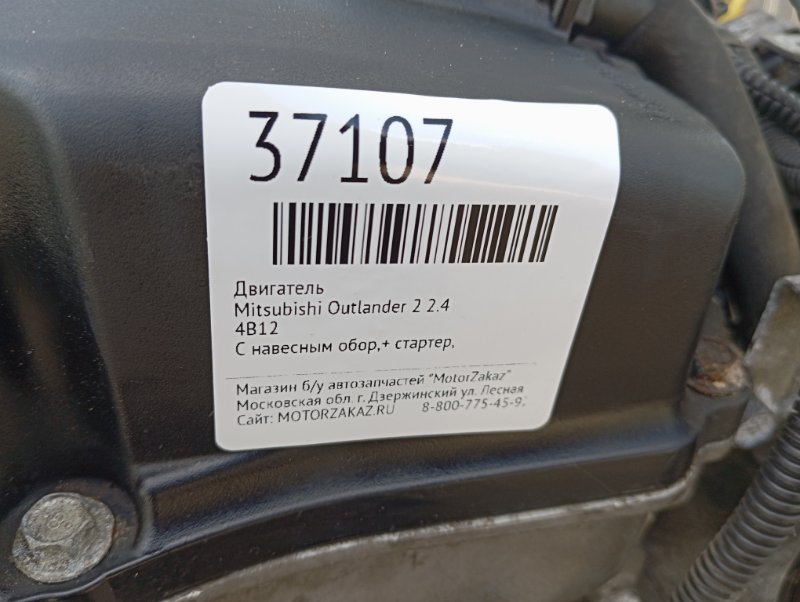 37107
Двигатель
Mitsubishi Outlander 2 2.4
4B12
С навесным обор,+ стартер,
Магазин б/у автозапчастей "MotorZakaz"
Московская обл. г. Дзержинский ул. Лесная
Сайт: MOTORZAKAZ.RU 8-800-775-45-9